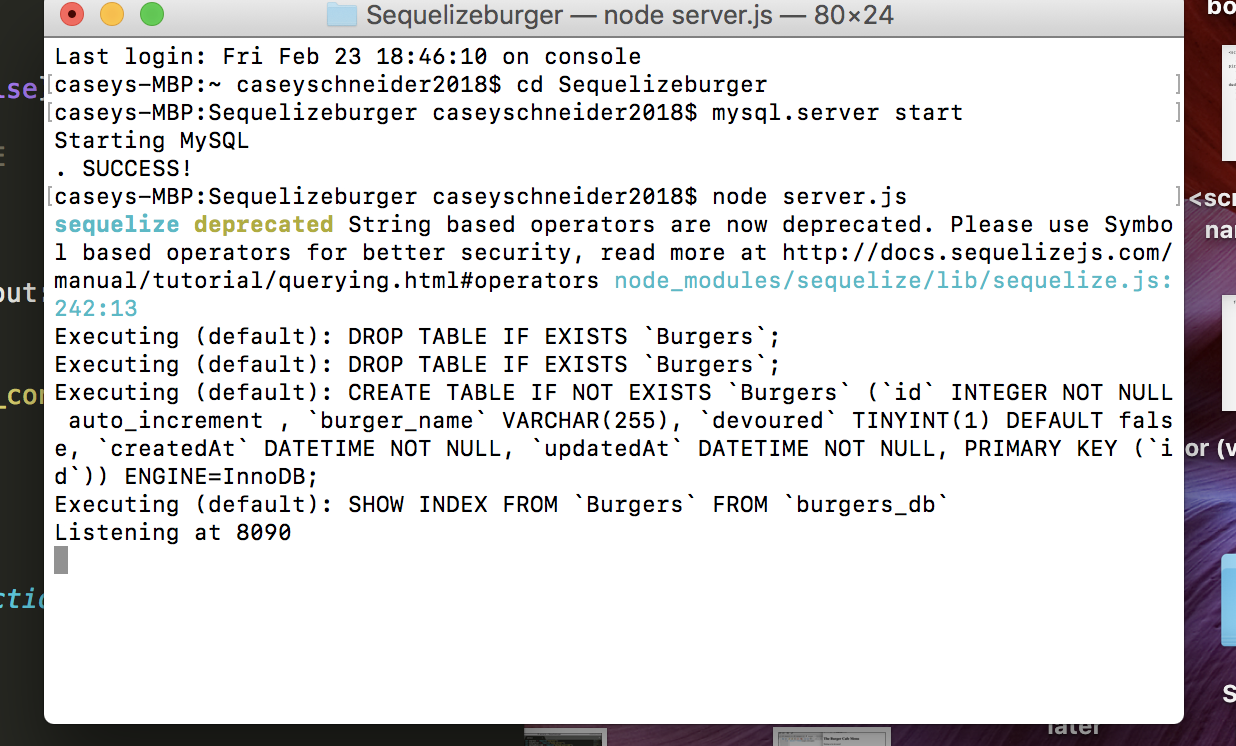 Sequelizeburger — node server.js — 80×24
Last login: Fri Feb 23 18:46:10 on console
[caseys-MBP:~ caseyschneider2018$ cd Sequelizeburger ]
[caseys-MBP:Sequelizeburger caseyschneider2018$ mysql.server start ]
Starting MySQL
. SUCCESS!
[caseys-MBP:Sequelizeburger caseyschneider2018$ node server.js ]
sequelize deprecated String based operators are now deprecated. Please use Symbo
l based operators for better security, read more at http://docs.sequelizejs.com/
manual/tutorial/querying.html#operators node_modules/sequelize/lib/sequelize.js:
242:13
Executing (default): DROP TABLE IF EXISTS `Burgers`;
Executing (default): DROP TABLE IF EXISTS `Burgers`;
Executing (default): CREATE TABLE IF NOT EXISTS `Burgers` (`id` INTEGER NOT NULL
 auto_increment , `burger_name` VARCHAR(255), `devoured` TINYINT(1) DEFAULT fals
e, `createdAt` DATETIME NOT NULL, `updatedAt` DATETIME NOT NULL, PRIMARY KEY (`i
d`)) ENGINE=InnoDB;
Executing (default): SHOW INDEX FROM `Burgers` FROM `burgers_db`
Listening at 8090
bo
<scr
nar
or (v
S
later